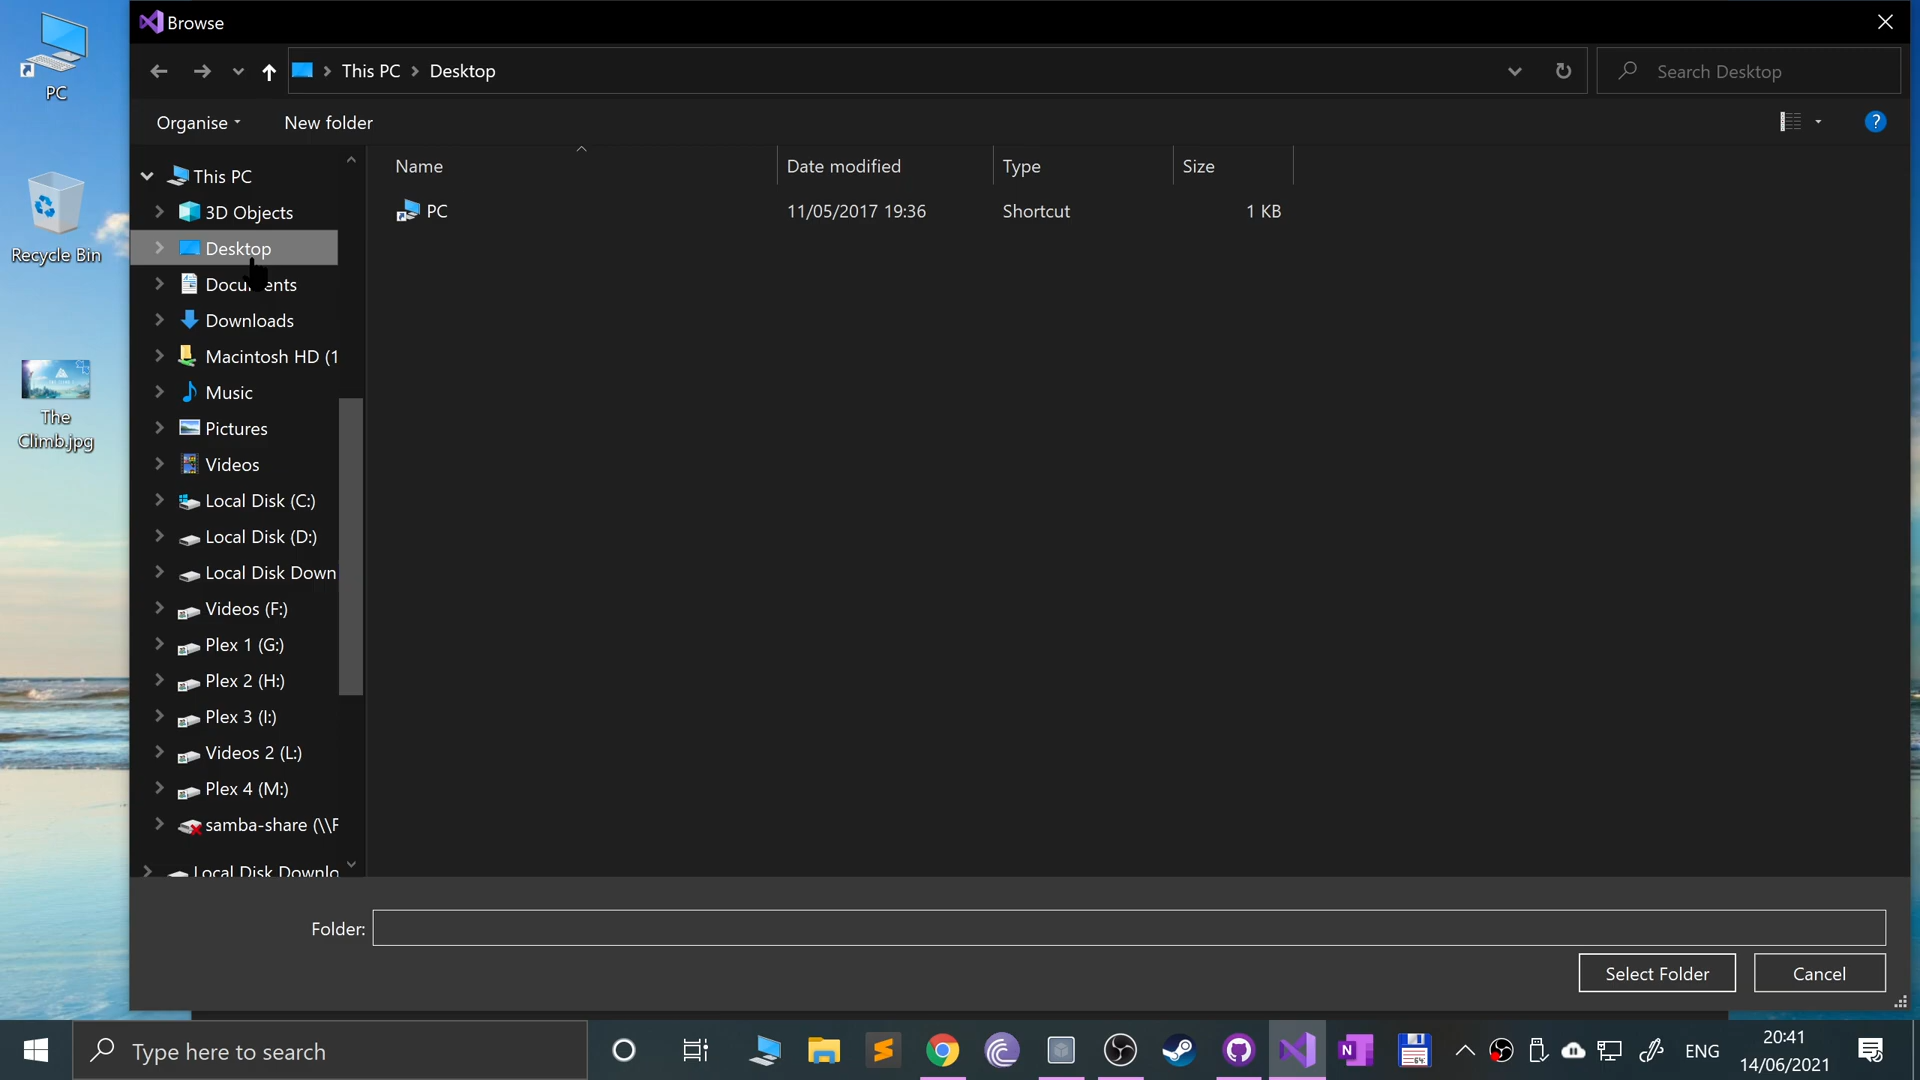 Browse
This PC > Desktop
Search Desktop
Organise
New folder
?
Name
Date modified
Type
Size
PC
11/05/2017 19:36
Shortcut
1 KB
This PC
3D Objects
Desktop
Downloads
Macintosh HD (1
Music
Pictures
Videos
Local Disk (C:)
Local Disk (D:)
Local Disk Down
Videos (F:)
Plex 1 (G:)
Plex 2 (H:)
Plex 3 (I:)
Videos 2 (L:)
Plex 4 (M:)
samba-share (\\F
Local Disk Downlo
Folder:
Select Folder
Cancel
PC
Recycle Bin
The
Climb.jpg
Type here to search
N
64
ENG
20:41
14/06/2021